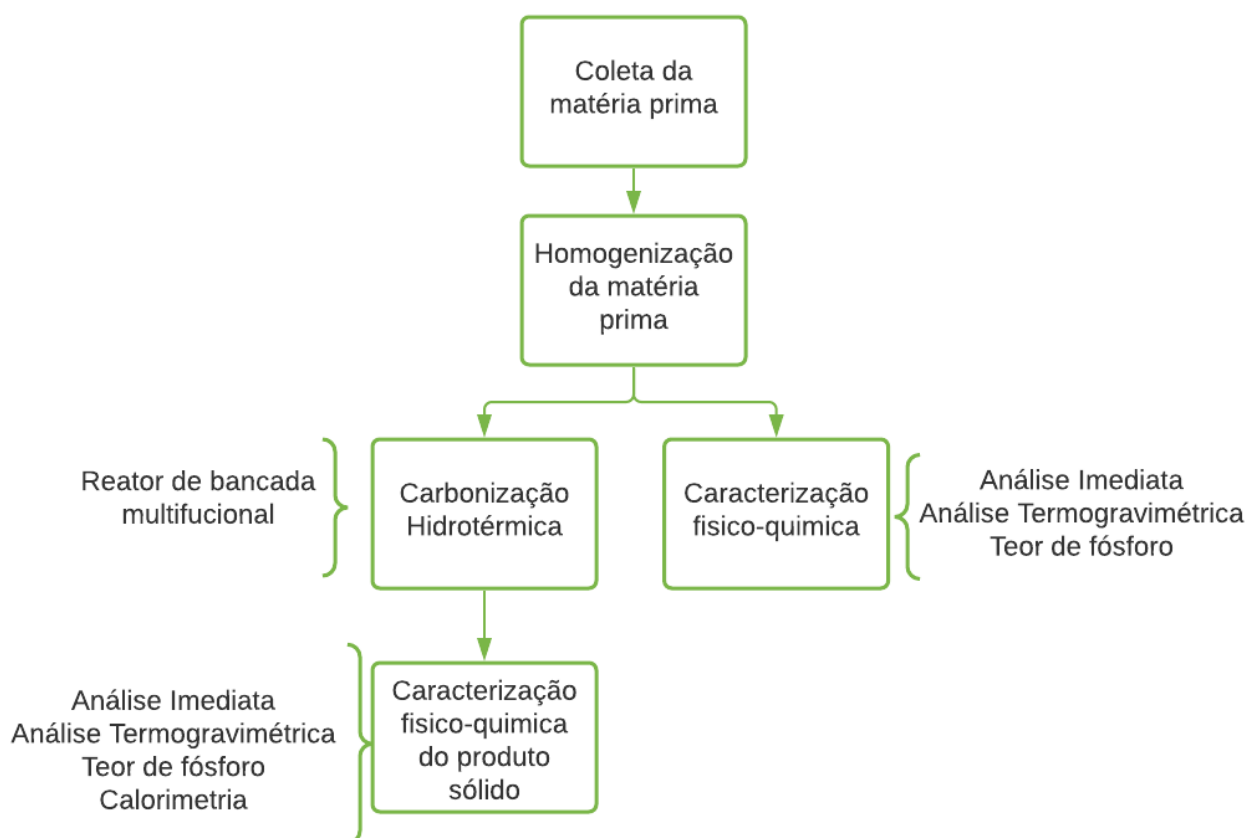 Coleta da
matéria prima
Homogenização
da matéria
prima
Reator de bancada
multifucional
Carbonização
Hidrotérmica
Caracterização
fisico-quimica
Análise Imediata
Análise Termogravimétrica
Teor de fósforo
Análise Imediata
Análise Termogravimétrica
Teor de fósforo
Calorimetria
Caracterização
fisico-quimica
do produto
sólido